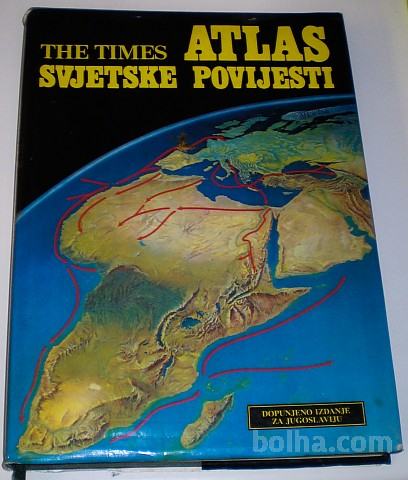 THE TIMES ATLAS
SVJETSKE POVIJESTI
DOPUNJENO IZDANJE
ZA JUGOSLAVIJU
bolha.com